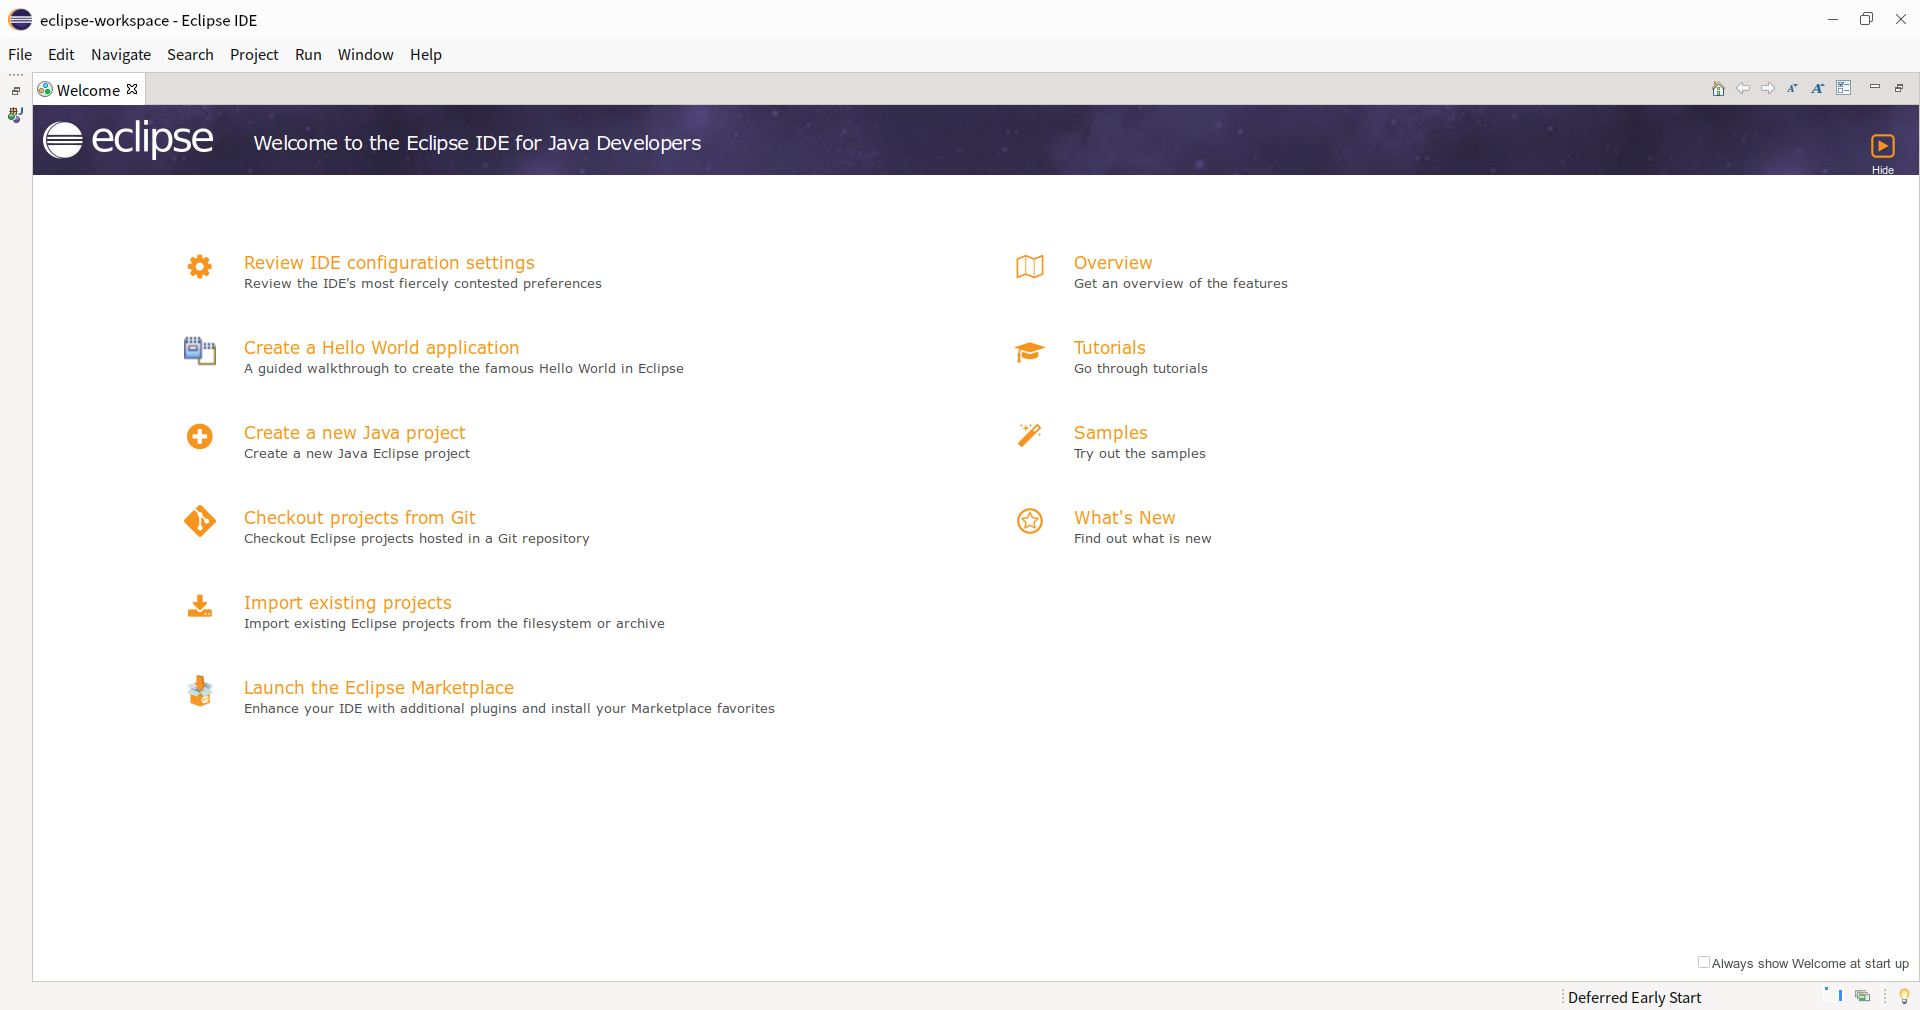 eclipse-workspace - Eclipse IDE
File Edit Navigate Search Project Run Window Help
Welcome
eclipse
Welcome to the Eclipse IDE for Java Developers
Hide
Review IDE configuration settings
Review the IDE's most fiercely contested preferences
Create a Hello World application
A guided walkthrough to create the famous Hello World in Eclipse
Create a new Java project
Create a new Java Eclipse project
Checkout projects from Git
Checkout Eclipse projects hosted in a Git repository
Import existing projects
Import existing Eclipse projects from the filesystem or archive
Launch the Eclipse Marketplace
Enhance your IDE with additional plugins and install your Marketplace favorites
Overview
Get an overview of the features
Tutorials
Go through tutorials
Samples
Try out the samples
What's New
Find out what is new
Always show Welcome at start up
Deferred Early Start